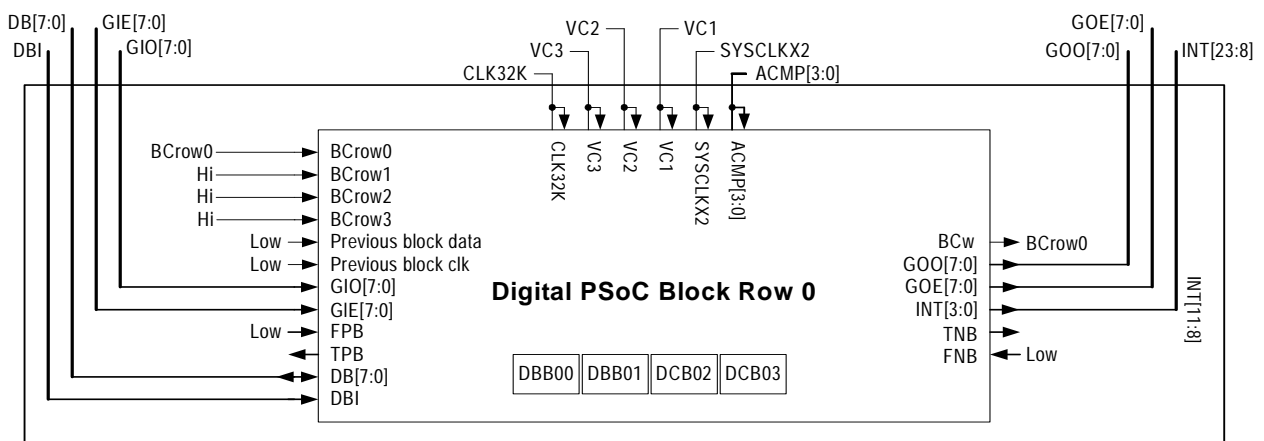 DB[7:0] GIE[7:0] VC2 VC1 GOE[7:0]
DBI GIO[7:0] VC3 SYSCLKX2 GOO[7:0] INT[23:8]
CLK32K ACMP[3:0]
CLK32K
VC3
VC2
VC1
SYSCLKX2
ACMP[3:0]
BCrow0 BCrow0
Hi BCrow1
Hi BCrow2
Hi BCrow3
Low Previous block data BCw BCrow0
Low Previous block clk GOO[7:0]
GIO[7:0] Digital PSoC Block Row 0 GOE[7:0]
GIE[7:0] INT[3:0]
INT[11:8]
Low FPB TNB
TPB FNB Low
DB[7:0] DBB00 DBB01 DCB02 DCB03
DBI